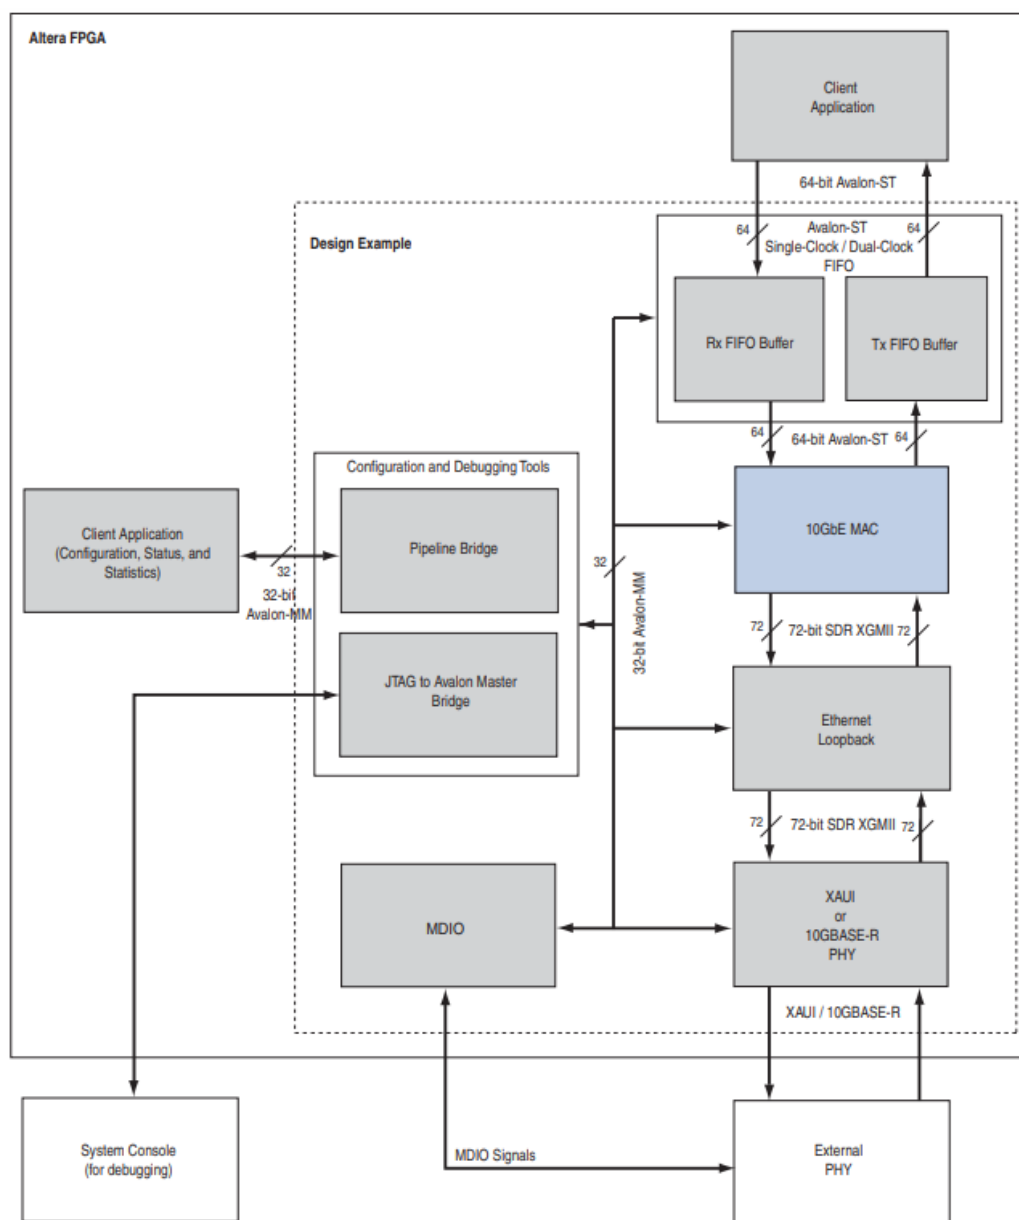 Altera FPGA
Client
Application
64-bit Avalon-ST
Design Example
64
Avalon-ST
64
Single-Clock / Dual-Clock
FIFO
Rx FIFO Buffer
Tx FIFO Buffer
64
64-bit Avalon-ST
64
Configuration and Debugging Tools
Client Application
(Configuration, Status, and
Statistics)
32
32-bit
Avalon-MM
Pipeline Bridge
32
32-bit Avalon-MM
10GbE MAC
72
72-bit SDR XGMII
72
JTAG to Avalon Master
Bridge
Ethernet
Loopback
72
72-bit SDR XGMII
72
MDIO
XAUI
or
10GBASE-R
PHY
XAUI / 10GBASE-R
System Console
(for debugging)
MDIO Signals
External
PHY